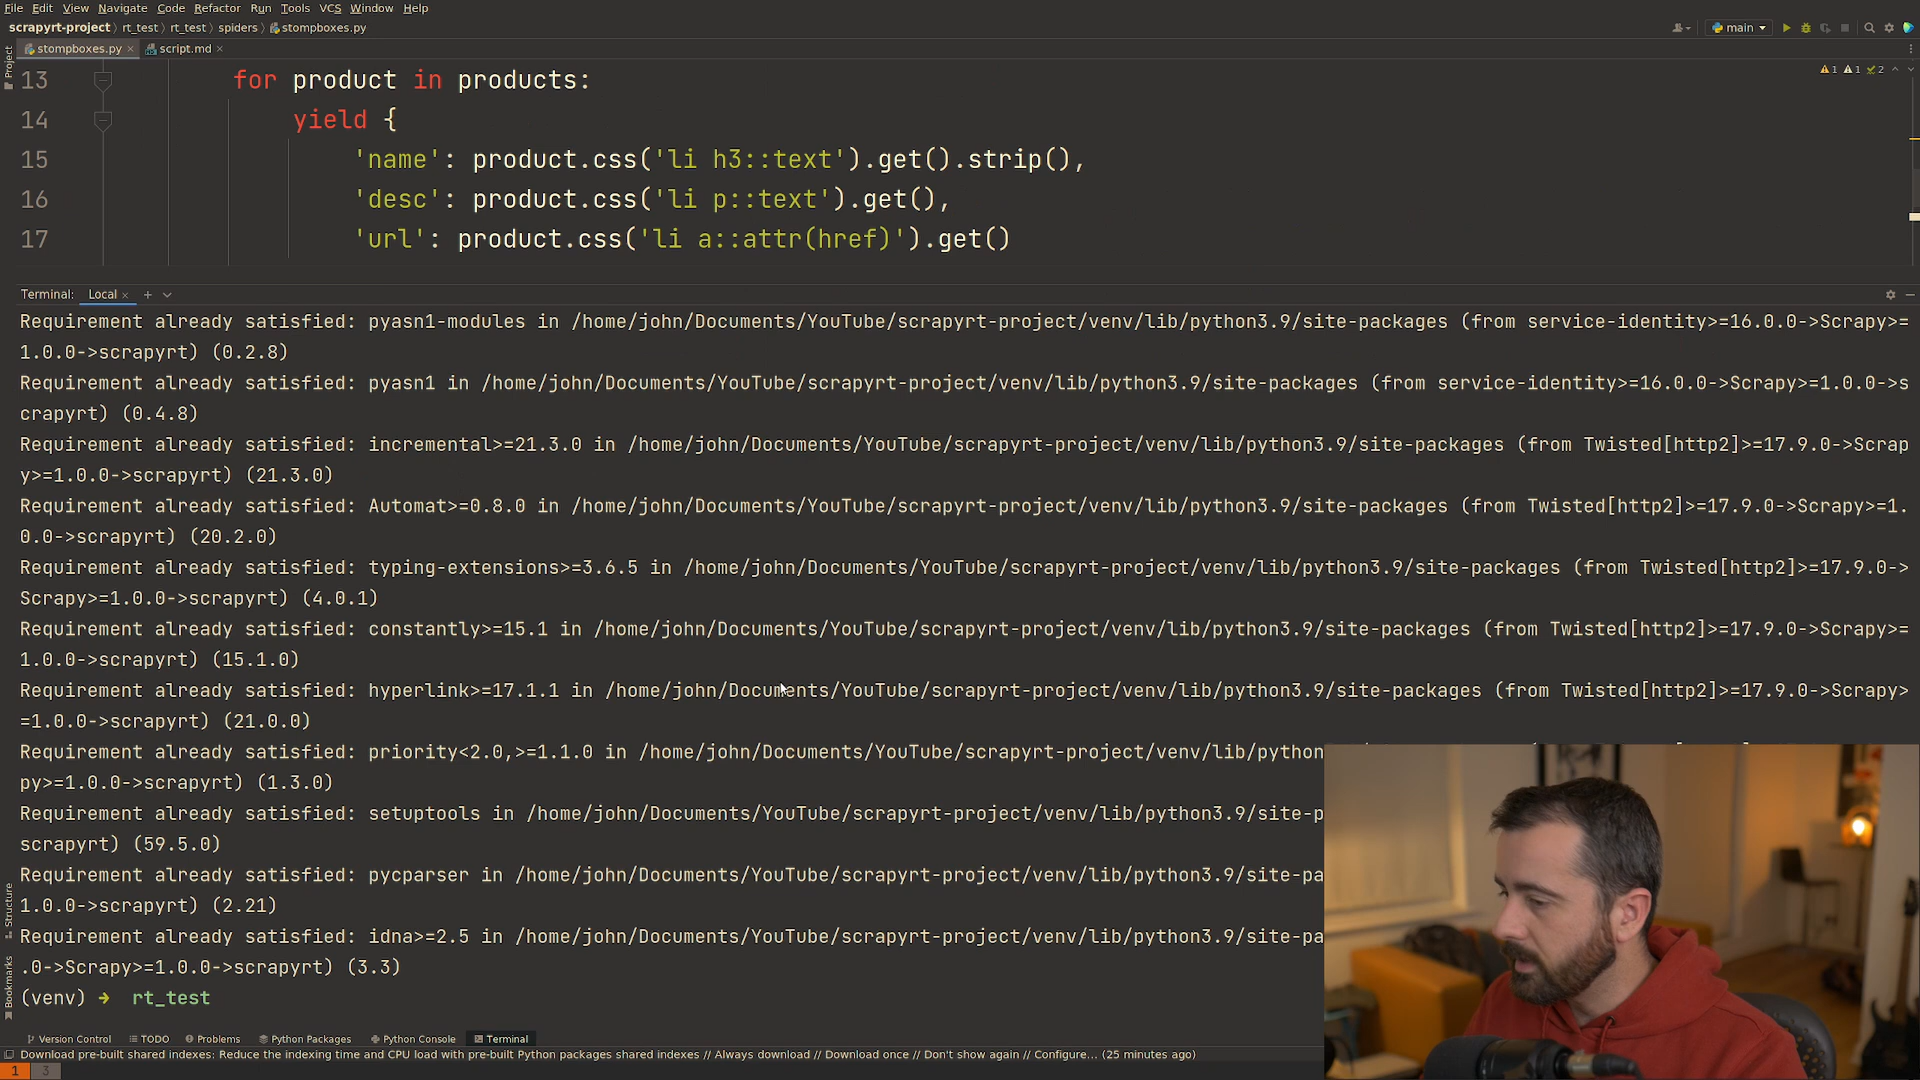 File Edit View Navigate Code Refactor Run Tools VCS Window Help
scrapyrt-project rt_test rt_test spiders stompboxes.py
main
stompboxes.py × script.md ×
Project
1 1 2
13 for product in products:
14 yield {
15 'name': product.css('li h3::text').get().strip(),
16 'desc': product.css('li p::text').get(),
17 'url': product.css('li a::attr(href)').get()
Terminal: Local × +
Requirement already satisfied: pyasn1-modules in /home/john/Documents/YouTube/scrapyrt-project/venv/lib/python3.9/site-packages (from service-identity>=16.0.0->Scrapy>=
1.0.0->scrapyrt) (0.2.8)
Requirement already satisfied: pyasn1 in /home/john/Documents/YouTube/scrapyrt-project/venv/lib/python3.9/site-packages (from service-identity>=16.0.0->Scrapy>=1.0.0->s
crapyrt) (0.4.8)
Requirement already satisfied: incremental>=21.3.0 in /home/john/Documents/YouTube/scrapyrt-project/venv/lib/python3.9/site-packages (from Twisted[http2]>=17.9.0->Scrap
y>=1.0.0->scrapyrt) (21.3.0)
Requirement already satisfied: Automat>=0.8.0 in /home/john/Documents/YouTube/scrapyrt-project/venv/lib/python3.9/site-packages (from Twisted[http2]>=17.9.0->Scrapy>=1.
0.0->scrapyrt) (20.2.0)
Requirement already satisfied: typing-extensions>=3.6.5 in /home/john/Documents/YouTube/scrapyrt-project/venv/lib/python3.9/site-packages (from Twisted[http2]>=17.9.0->
Scrapy>=1.0.0->scrapyrt) (4.0.1)
Requirement already satisfied: constantly>=15.1 in /home/john/Documents/YouTube/scrapyrt-project/venv/lib/python3.9/site-packages (from Twisted[http2]>=17.9.0->Scrapy>=
1.0.0->scrapyrt) (15.1.0)
Requirement already satisfied: hyperlink>=17.1.1 in /home/john/Documents/YouTube/scrapyrt-project/venv/lib/python3.9/site-packages (from Twisted[http2]>=17.9.0->Scrapy>
=1.0.0->scrapyrt) (21.0.0)
Requirement already satisfied: priority<2.0,>=1.1.0 in /home/john/Documents/YouTube/scrapyrt-project/venv/lib/python
py>=1.0.0->scrapyrt) (1.3.0)
Requirement already satisfied: setuptools in /home/john/Documents/YouTube/scrapyrt-project/venv/lib/python3.9/site-p
scrapyrt) (59.5.0)
Requirement already satisfied: pycparser in /home/john/Documents/YouTube/scrapyrt-project/venv/lib/python3.9/site-pa
1.0.0->scrapyrt) (2.21)
Requirement already satisfied: idna>=2.5 in /home/john/Documents/YouTube/scrapyrt-project/venv/lib/python3.9/site-pa
.0->Scrapy>=1.0.0->scrapyrt) (3.3)
(venv) ➜ rt_test
Structure
Bookmarks
Version Control TODO Problems Python Packages Python Console Terminal
Download pre-built shared indexes: Reduce the indexing time and CPU load with pre-built Python packages shared indexes // Always download // Download once // Don't show again // Configure... (25 minutes ago)
1 3